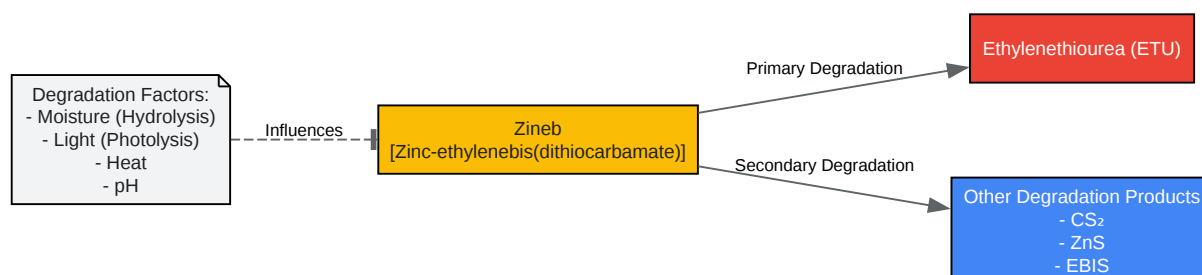 Degradation Factors:
- Moisture (Hydrolysis)
- Light (Photolysis)
- Heat
- pH
Influences
Zineb
[Zinc-ethylenebis(dithiocarbamate)]
Primary Degradation
Ethylenethiourea (ETU)
Secondary Degradation
Other Degradation Products
- CS₂
- ZnS
- EBIS